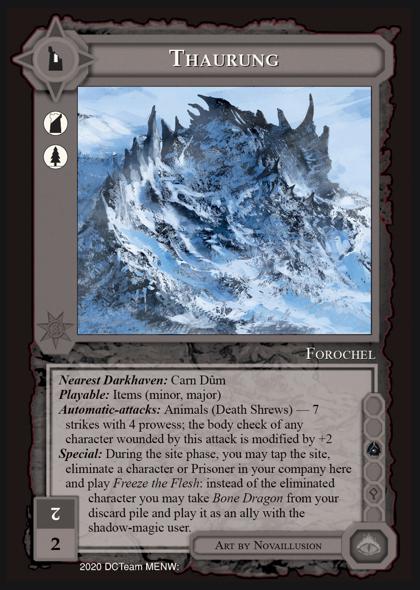 Thaurung
Forochel
Nearest Darkhaven: Carn Dûm
Playable: Items (minor, major)
Automatic-attacks: Animals (Death Shrews) — 7
strikes with 4 prowess; the body check of any
character wounded by this attack is modified by +2
Special: During the site phase, you may tap the site,
eliminate a character or Prisoner in your company here
and play Freeze the Flesh: instead of the eliminated
character you may take Bone Dragon from your
discard pile and play it as an ally with the
shadow-magic user.
2
2
Art by Novaillusion
2020 DCTeam MENW: